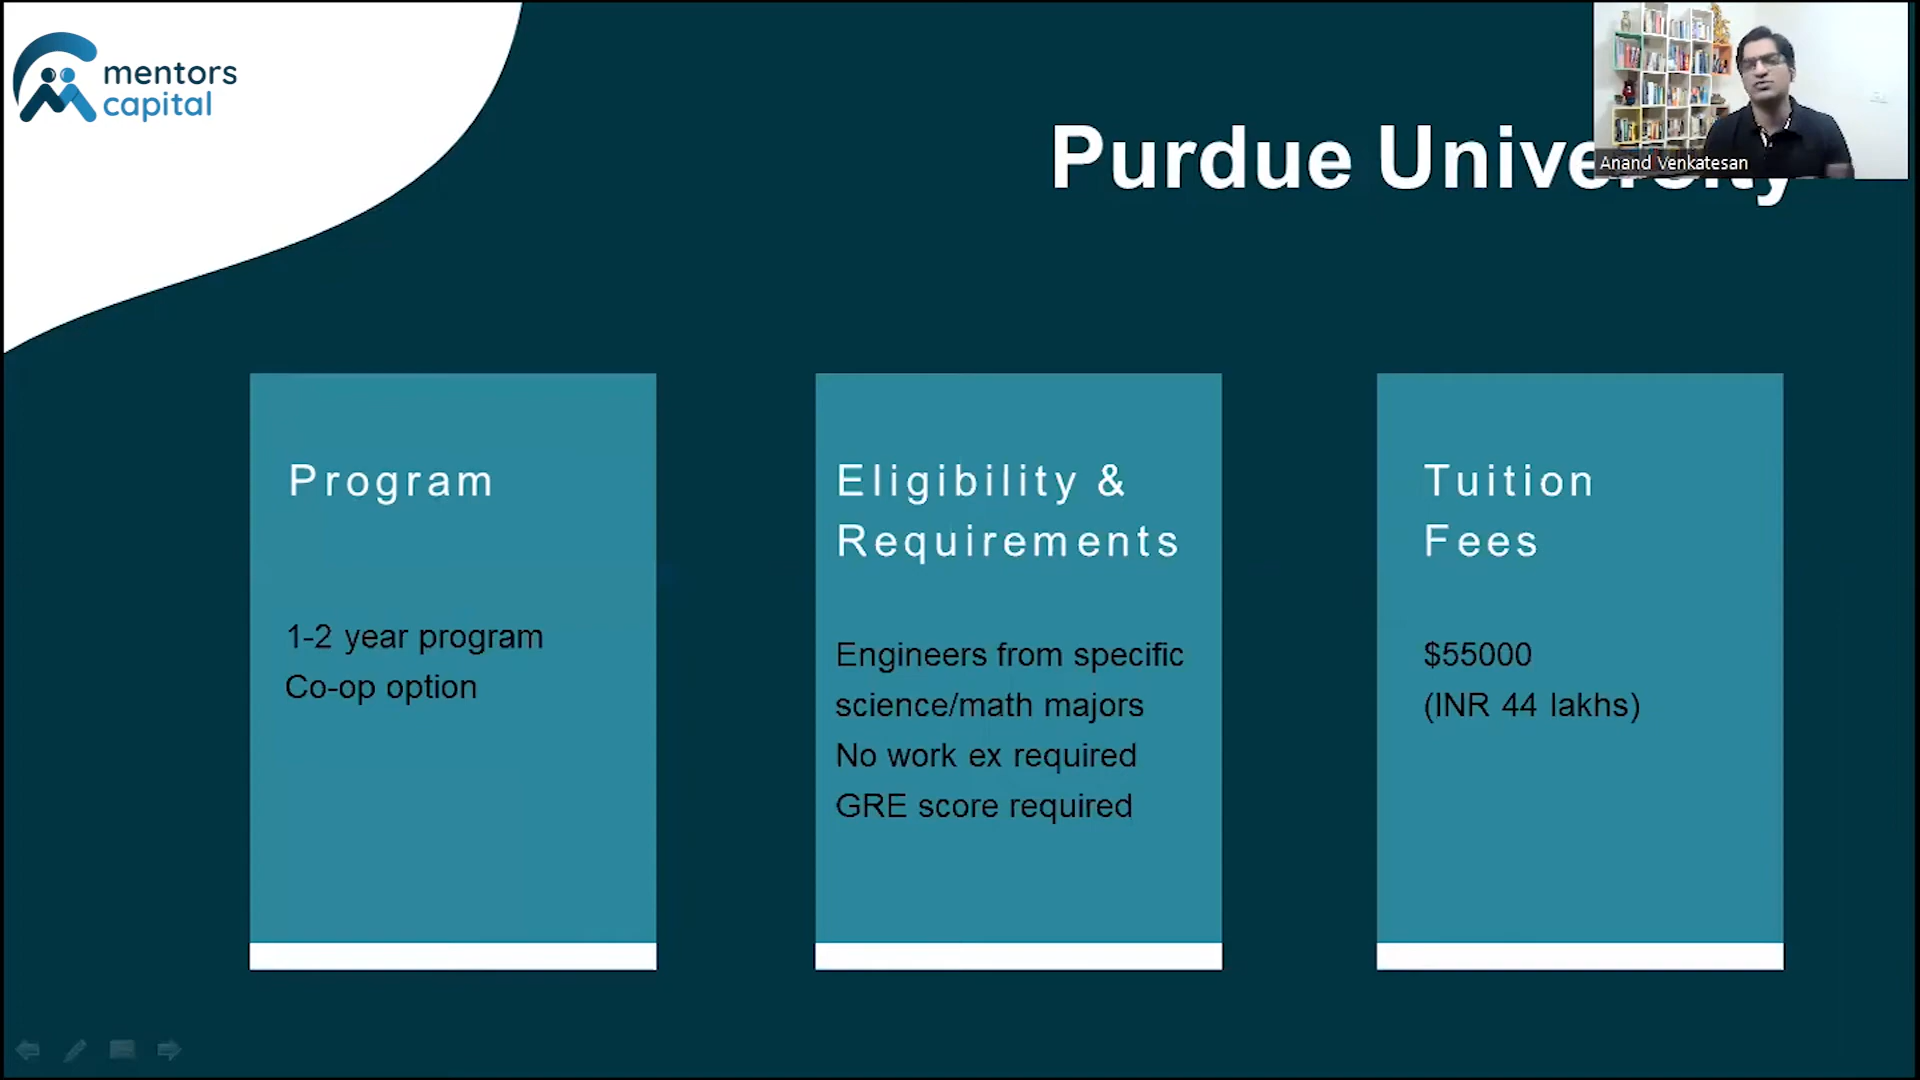 mentors
capital
Purdue University
Anand Venkatesan
Program
1-2 year program
Co-op option
Eligibility &
Requirements
Engineers from specific
science/math majors
No work ex required
GRE score required
Tuition
Fees
$55000
(INR 44 lakhs)